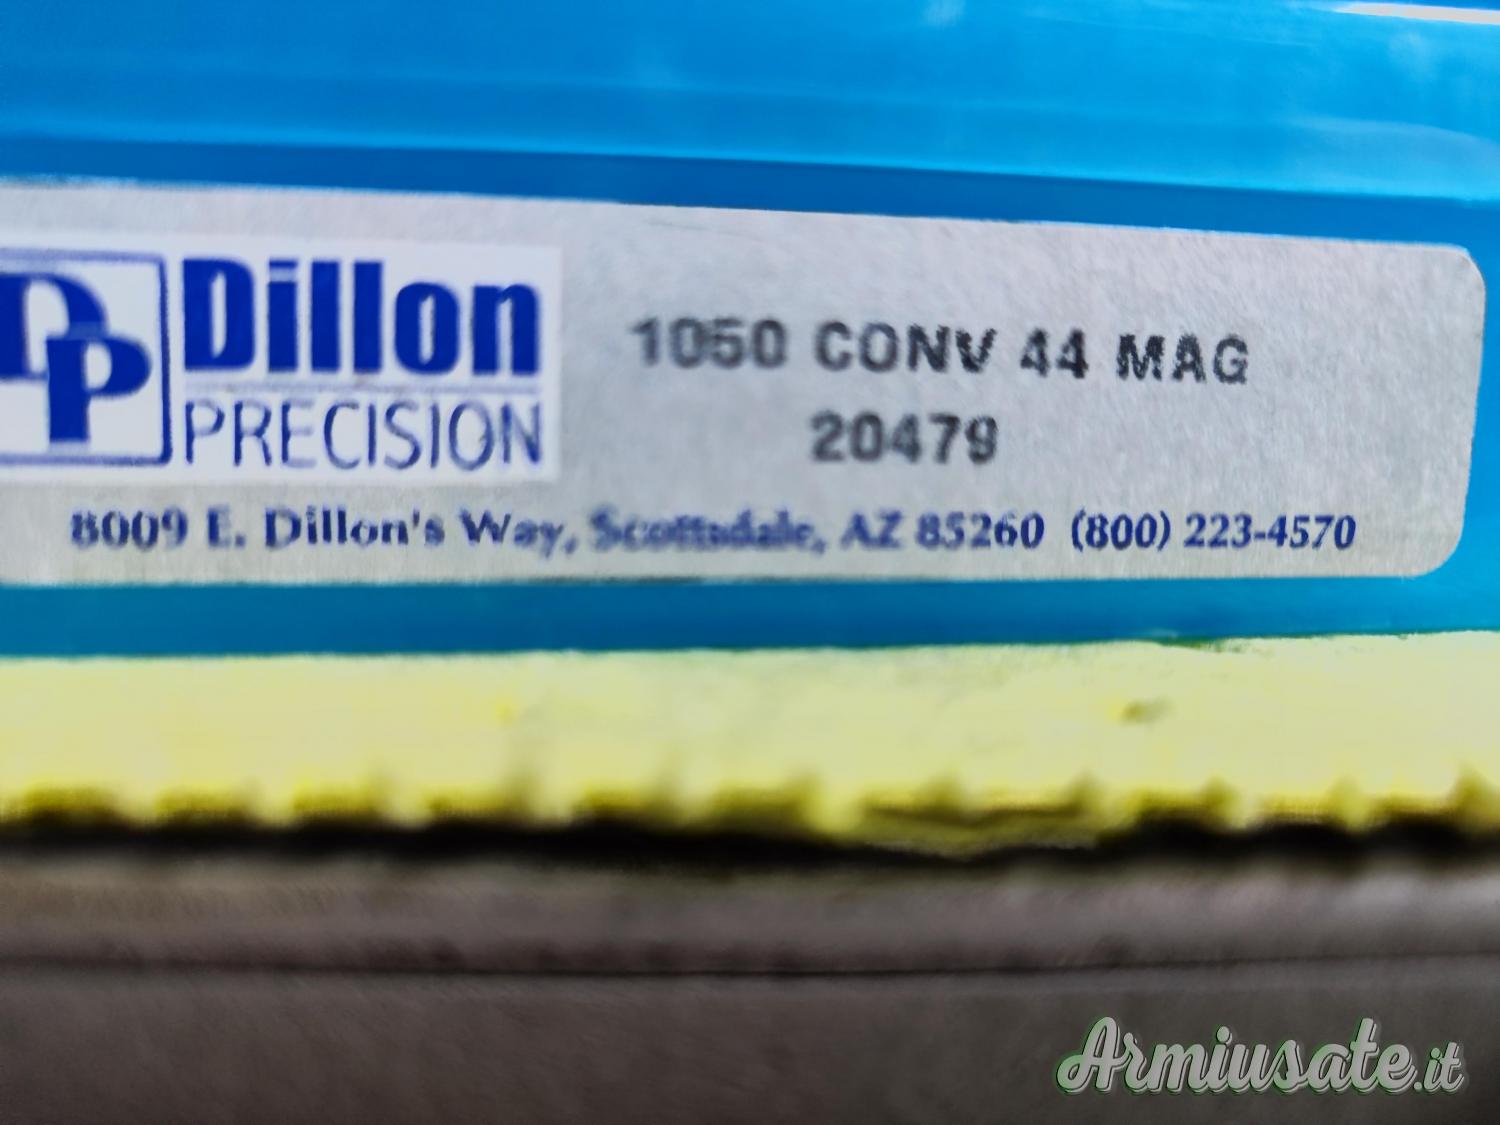 DP Dillon
PRECISION
1050 CONV 44 MAG
20479
8009 E. Dillon's Way, Scottsdale, AZ 85260 (800) 223-4570
Armiusate.it